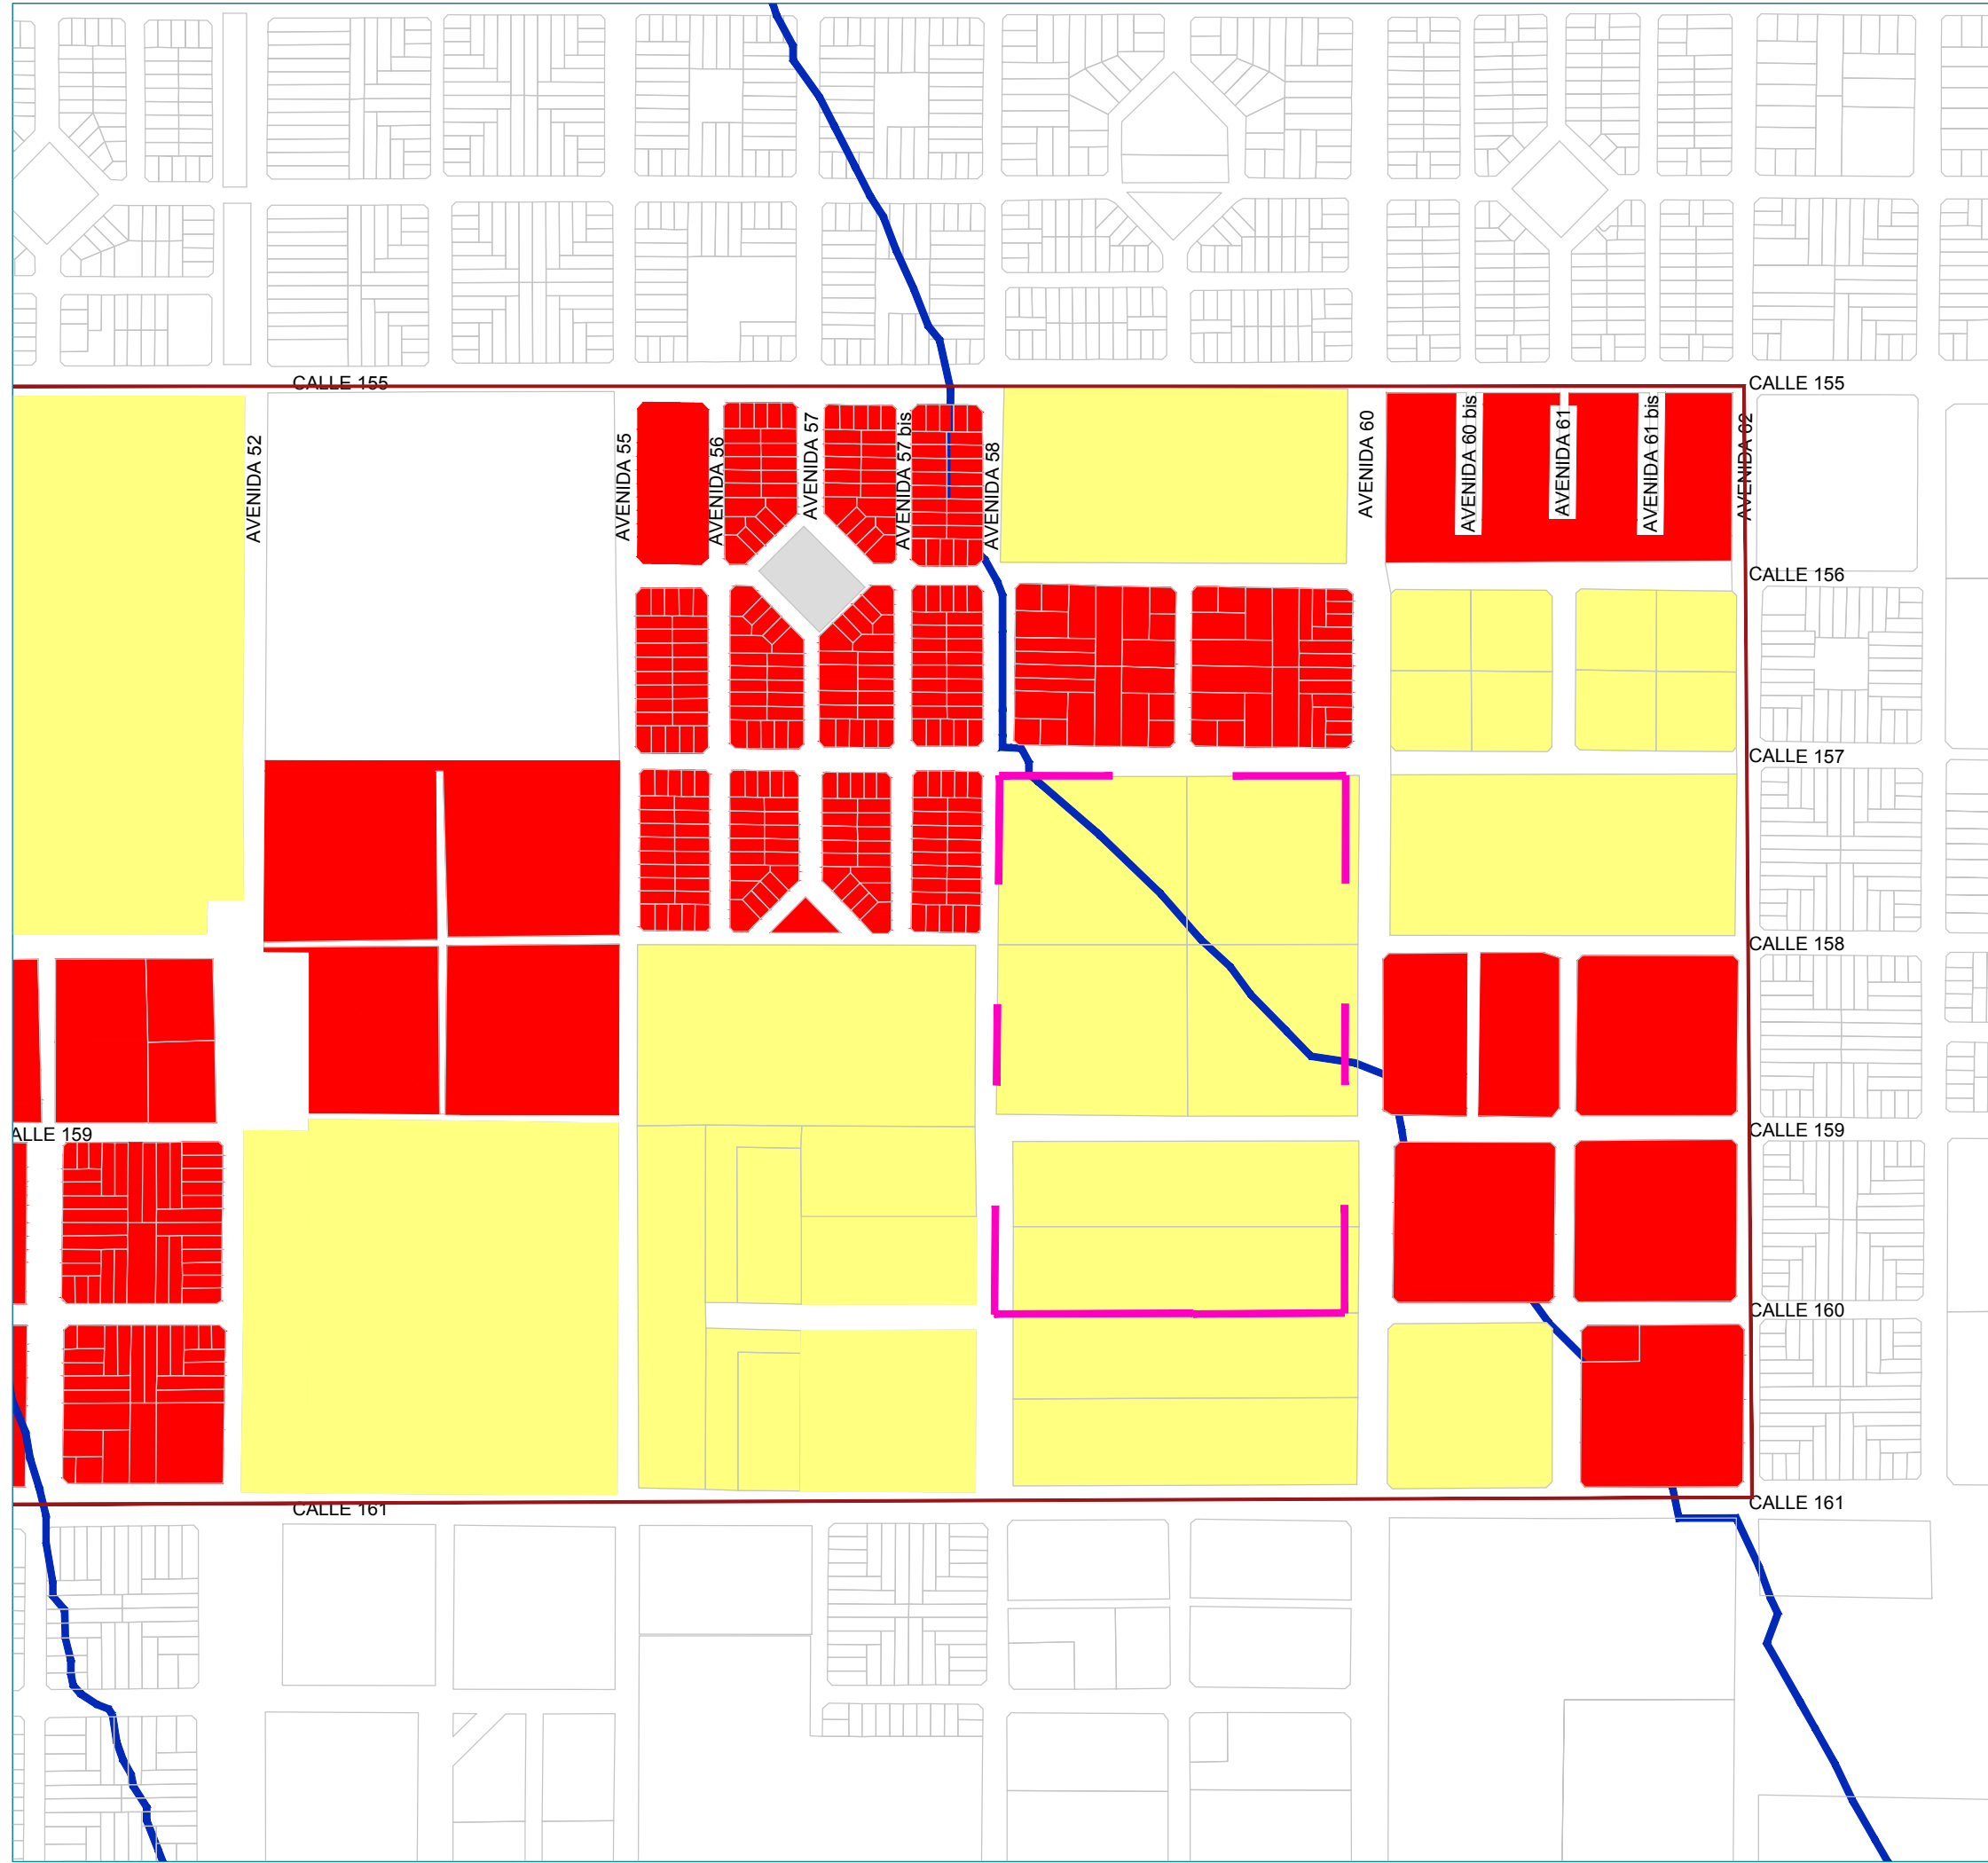 CALLE 155
CALLE 155
AVENIDA 52
AVENIDA 55
AVENIDA 56
AVENIDA 57
AVENIDA 57 bis
AVENIDA 58
AVENIDA 60
AVENIDA 60 bis
AVENIDA 61
AVENIDA 61 bis
AVENIDA 62
CALLE 156
CALLE 157
CALLE 158
ALLE 159
CALLE 159
CALLE 160
CALLE 161
CALLE 161